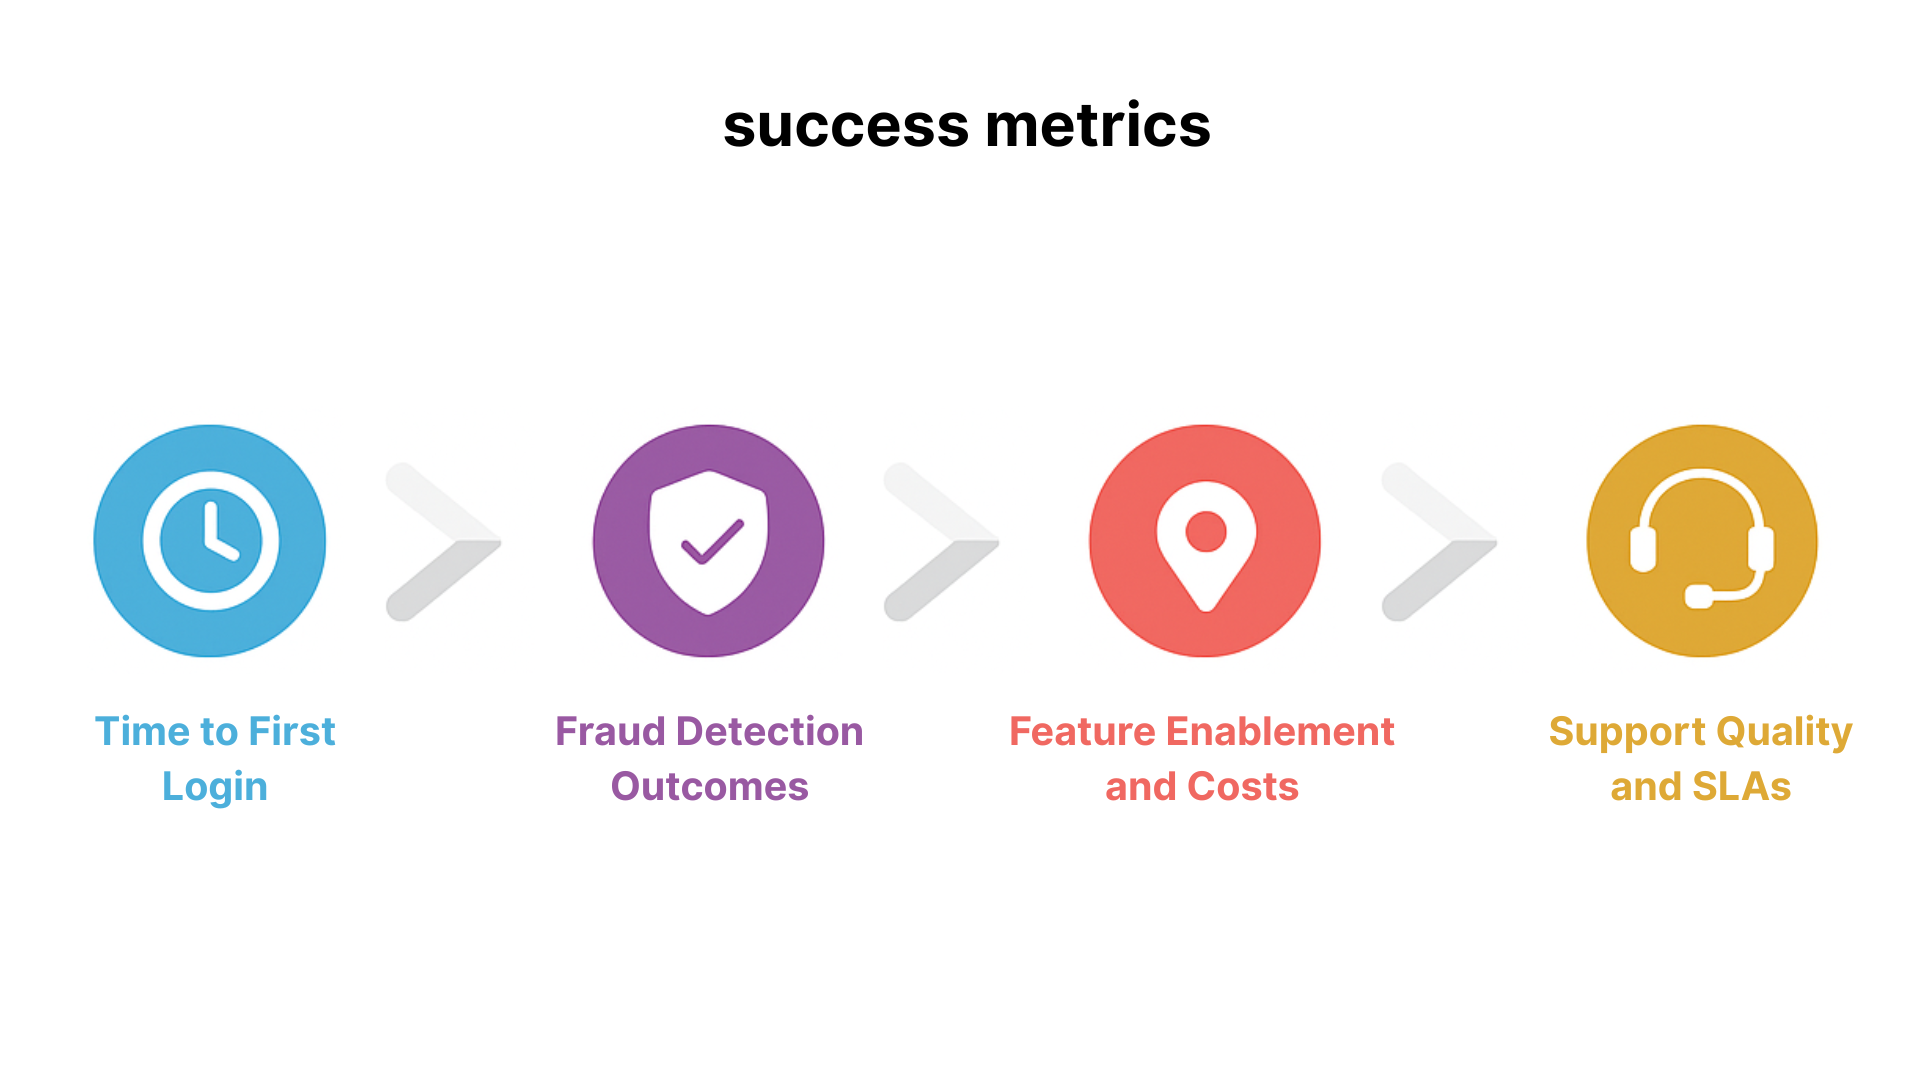 success metrics
Time to First
Login
Fraud Detection
Outcomes
Feature Enablement
and Costs
Support Quality
and SLAs